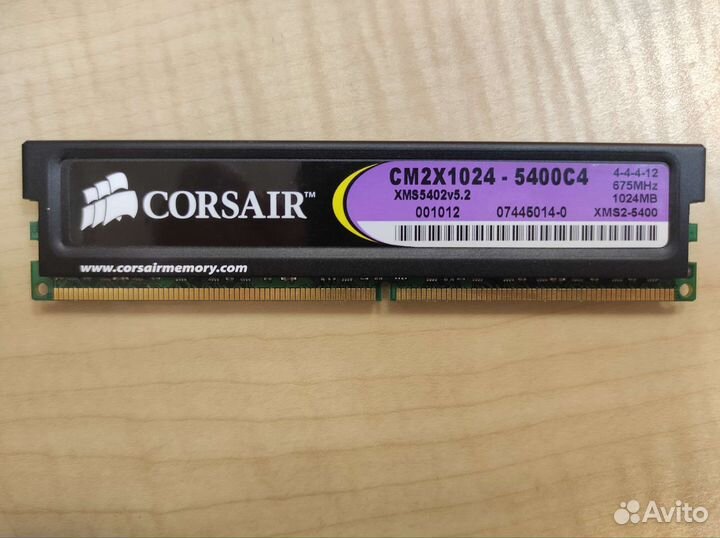 CORSAIR™
www.corsairmemory.com
CM2X1024 - 5400C4
XMS5402v5.2
001012 07445014-0
4-4-4-12
675MHz
1024MB
XMS2-5400
Avito